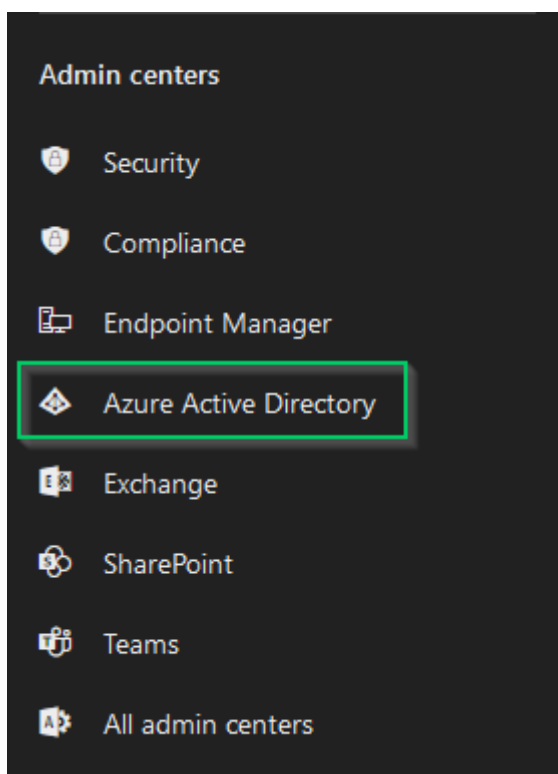 Admin centers
Security
Compliance
Endpoint Manager
Azure Active Directory
Exchange
SharePoint
Teams
All admin centers